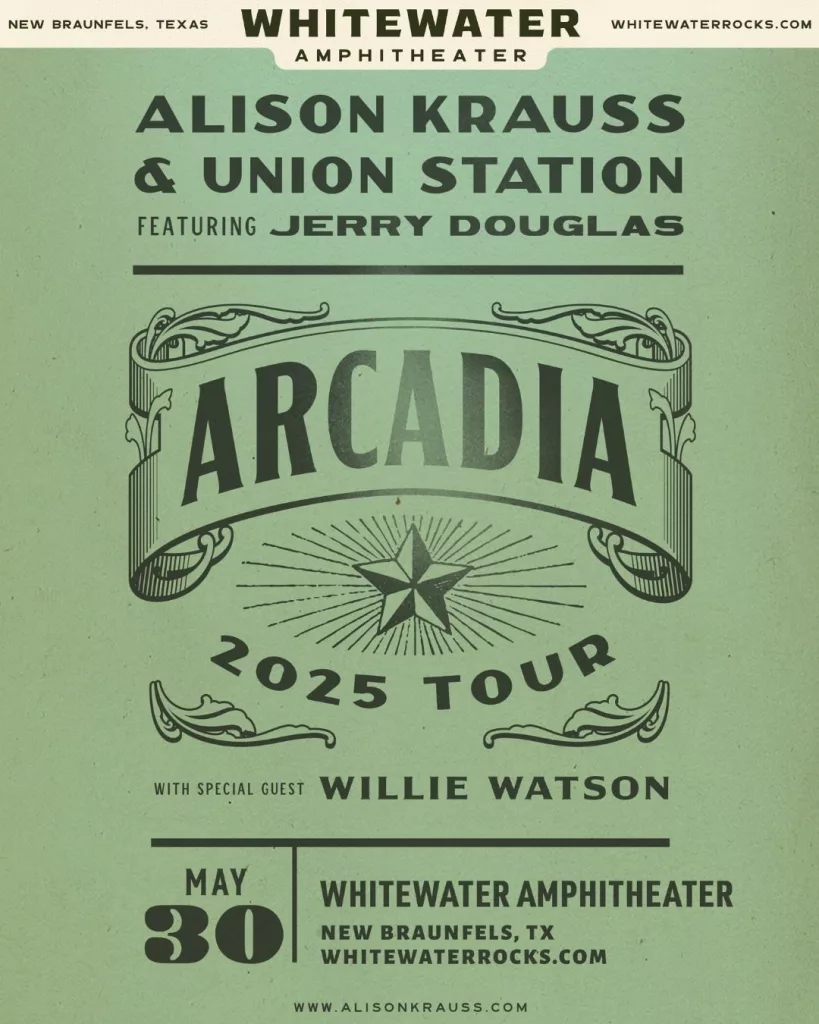 NEW BRAUNFELS, TEXAS
WHITEWATER
AMPHITHEATER
WHITEWATERROCKS.COM
ALISON KRAUSS
& UNION STATION
FEATURING JERRY DOUGLAS
ARCADIA
2025 TOUR
WITH SPECIAL GUEST WILLIE WATSON
MAY
30
WHITEWATER AMPHITHEATER
NEW BRAUNFELS, TX
WHITEWATERROCKS.COM
WWW.ALISONKRAUSS.COM